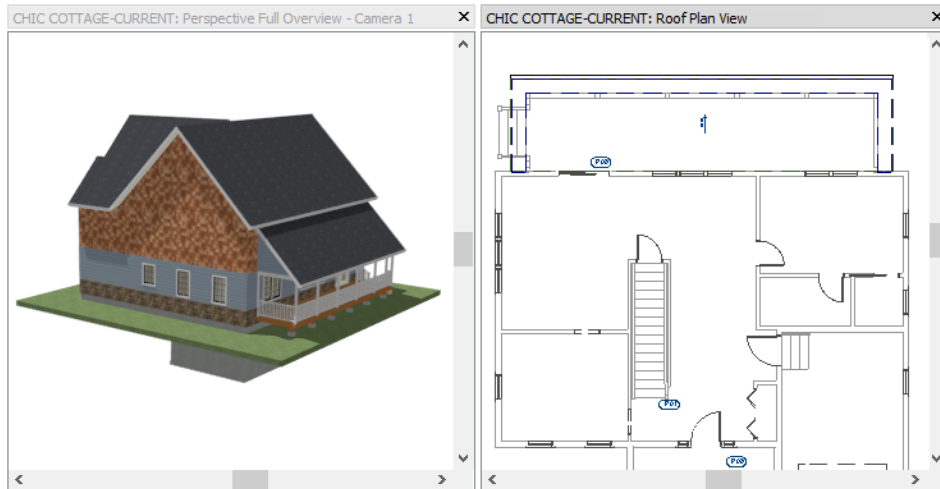 CHIC COTTAGE-CURRENT: Perspective Full Overview - Camera 1
CHIC COTTAGE-CURRENT: Roof Plan View